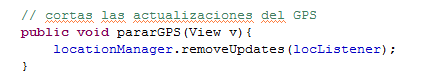 // cortas las actualizaciones del GPS
public void pararGPS(View v){
    locationManager.removeUpdates(locListener);
}